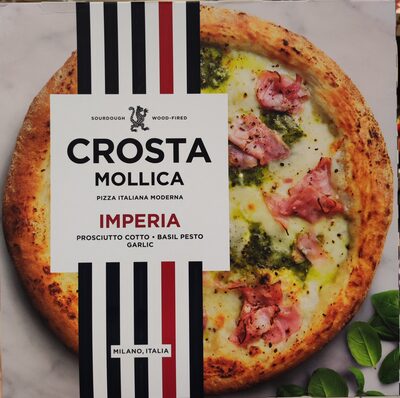 SOURDOUGH WOOD-FIRED
CROSTA
MOLLICA
PIZZA ITALIANA MODERNA
IMPERIA
PROSCIUTTO COTTO • BASIL PESTO
GARLIC
MILANO, ITALIA